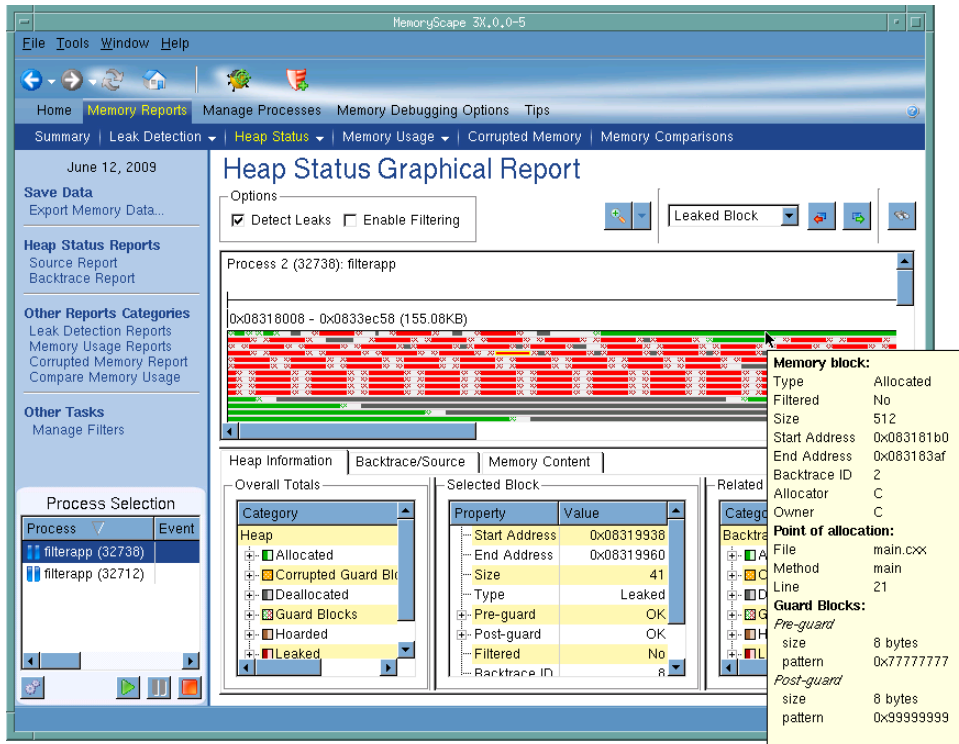 MemoryScape 3X.0.0-5
File Tools Window Help
Home Memory Reports Manage Processes Memory Debugging Options Tips
Summary | Leak Detection | Heap Status | Memory Usage | Corrupted Memory | Memory Comparisons
June 12, 2009
Save Data
Export Memory Data...
Heap Status Reports
Source Report
Backtrace Report
Other Reports Categories
Leak Detection Reports
Memory Usage Reports
Corrupted Memory Report
Compare Memory Usage
Other Tasks
Manage Filters
Process Selection
Process Event
filterapp (32738)
filterapp (32712)
Heap Status Graphical Report
Options
Detect Leaks Enable Filtering
Leaked Block
Process 2 (32738): filterapp
0x08318008 - 0x0833ec58 (155.08KB)
Heap Information Backtrace/Source Memory Content
Overall Totals
Category
Heap
Allocated
Corrupted Guard Blo
Deallocated
Guard Blocks
Hoarded
Leaked
Selected Block
Property Value
Start Address 0x08319938
End Address 0x08319960
Size 41
Type Leaked
Pre-guard OK
Post-guard OK
Filtered No
Backtrace ID 8
Related
Catego
Backtra
A
C
D
G
H
L
Memory block:
Type Allocated
Filtered No
Size 512
Start Address 0x083181b0
End Address 0x083183af
Backtrace ID 2
Allocator C
Owner C
Point of allocation:
File main.cxx
Method main
Line 21
Guard Blocks:
Pre-guard
size 8 bytes
pattern 0x77777777
Post-guard
size 8 bytes
pattern 0x99999999